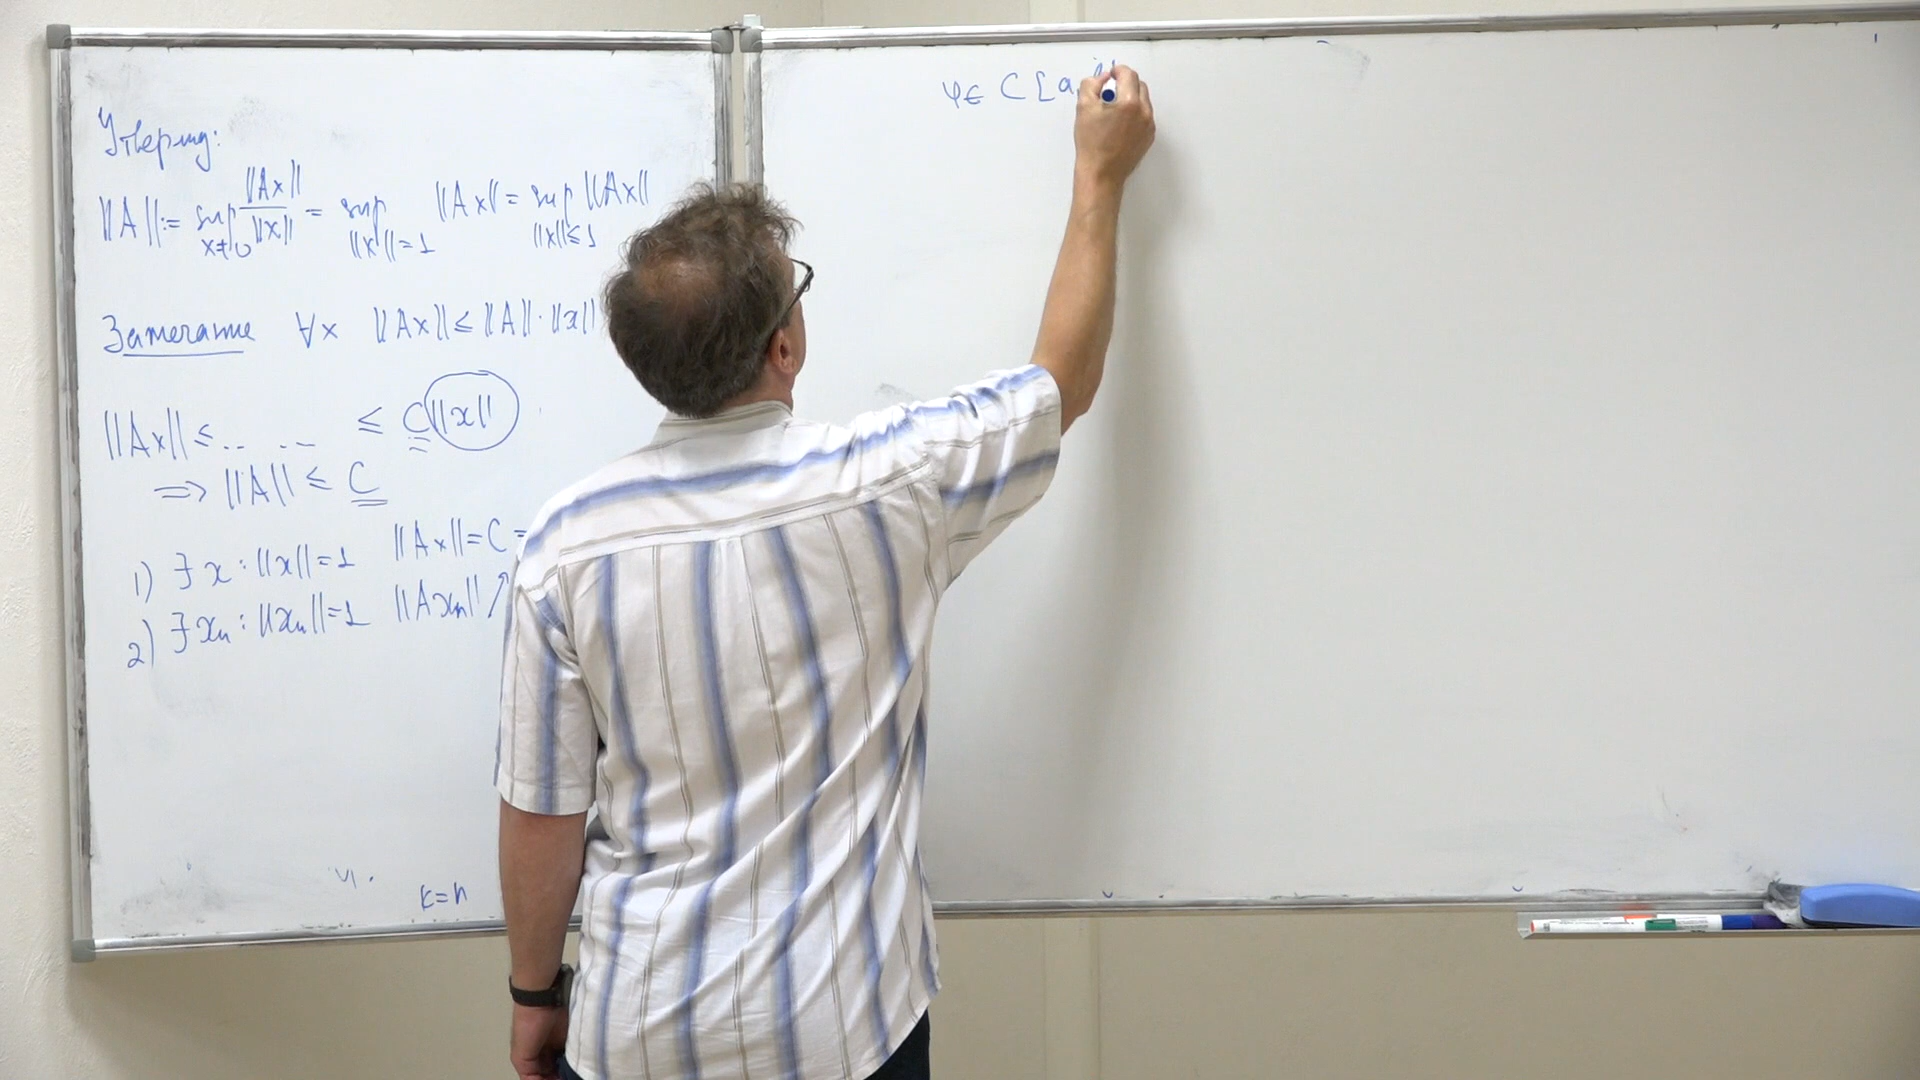 Утвержд:
||A|| := sup_{x≠0} ||Ax||/||x|| = sup_{||x||=1} ||Ax|| = sup_{||x||≤1} ||Ax||
Замечание ∀x ||Ax|| ≤ ||A||·||x||
||Ax|| ≤ .. .. ≤ C||x||
⇒ ||A|| ≤ C
1) ∃ x : ||x||=1 ||Ax||=C =
2) ∃ xₙ : ||xₙ||=1 ||Axₙ|| ↗
k=n
φ∈ C[a,